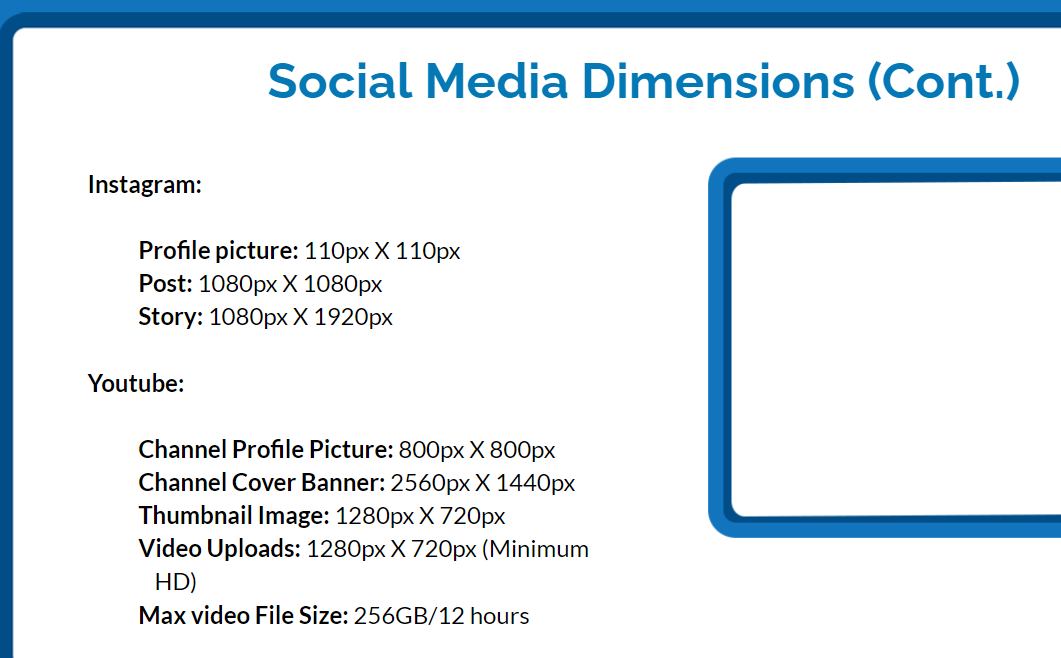 Social Media Dimensions (Cont.)
Instagram:
Profile picture: 110px X 110px
Post: 1080px X 1080px
Story: 1080px X 1920px
Youtube:
Channel Profile Picture: 800px X 800px
Channel Cover Banner: 2560px X 1440px
Thumbnail Image: 1280px X 720px
Video Uploads: 1280px X 720px (Minimum
HD)
Max video File Size: 256GB/12 hours